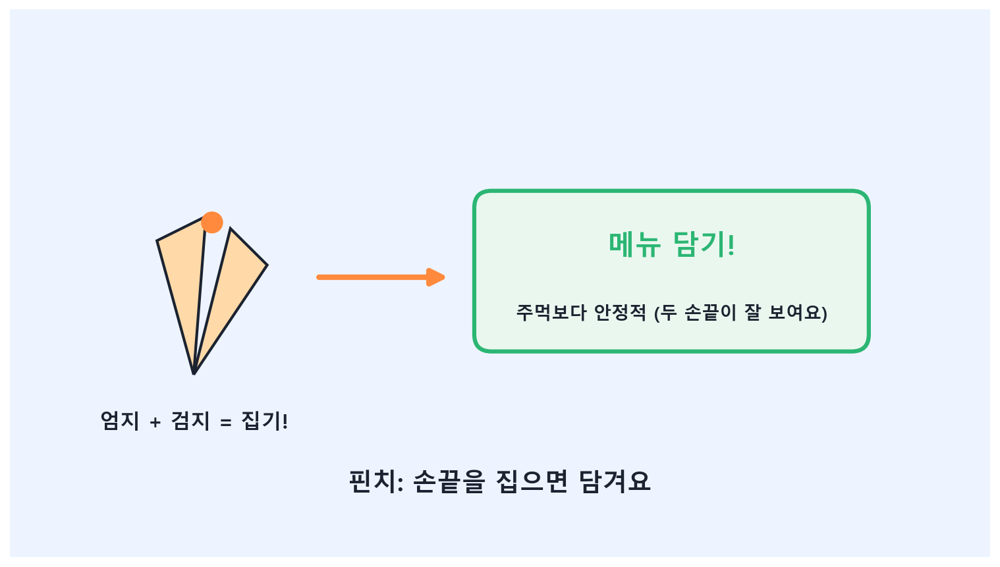 메뉴 담기!
주먹보다 안정적 (두 손끝이 잘 보여요)
엄지 + 검지 = 집기!
핀치: 손끝을 집으면 담겨요